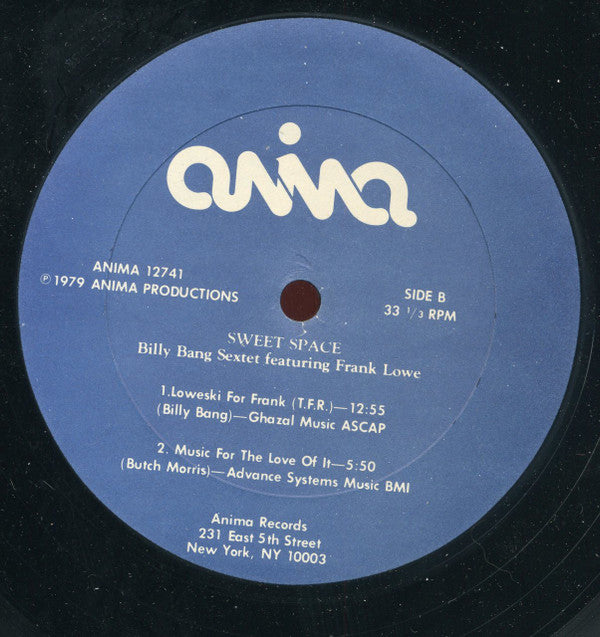 anima
ANIMA 12741
℗ 1979 ANIMA PRODUCTIONS
SIDE B
33 1/3 RPM
SWEET SPACE
Billy Bang Sextet featuring Frank Lowe
1.Loweski For Frank (T.F.R.)—12:55
(Billy Bang)—Ghazal Music ASCAP
2. Music For The Love Of It—5:50
(Butch Morris)—Advance Systems Music BMI
Anima Records
231 East 5th Street
New York, NY 10003